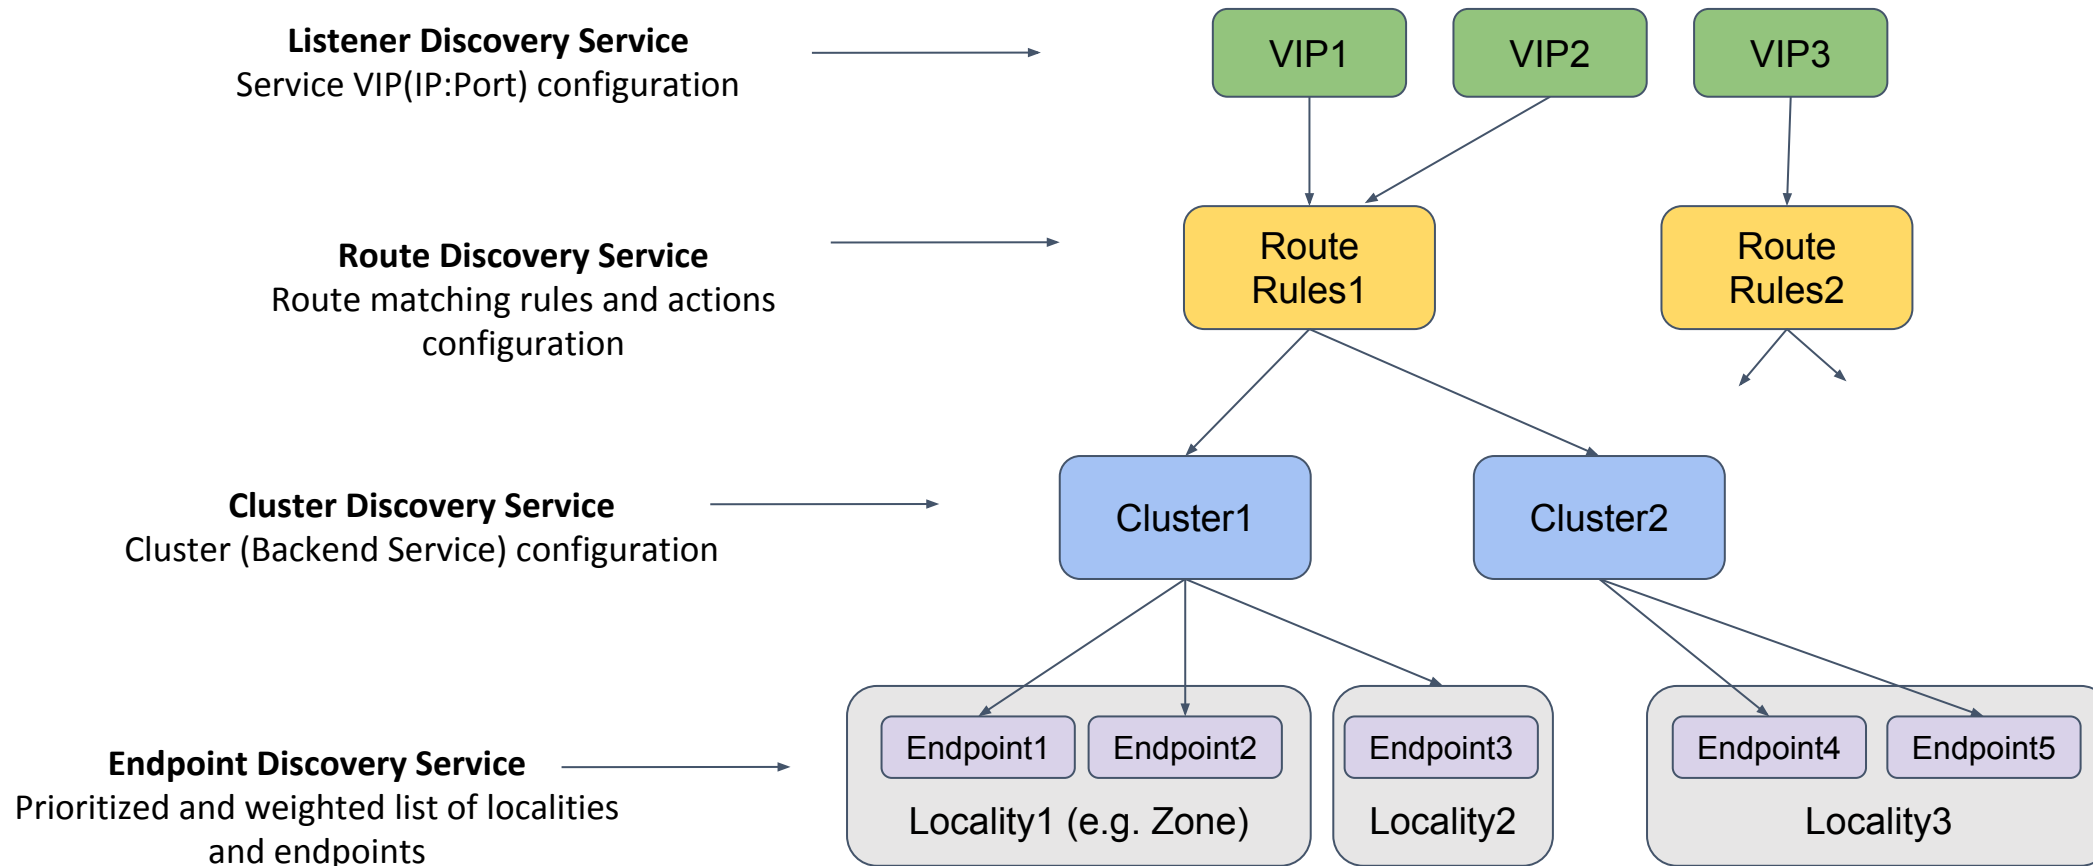 Listener Discovery Service
Service VIP(IP:Port) configuration
VIP1
VIP2
VIP3
Route Discovery Service
Route matching rules and actions
configuration
Route
Rules1
Route
Rules2
Cluster Discovery Service
Cluster (Backend Service) configuration
Cluster1
Cluster2
Endpoint Discovery Service
Prioritized and weighted list of localities
and endpoints
Endpoint1
Endpoint2
Locality1 (e.g. Zone)
Endpoint3
Locality2
Endpoint4
Endpoint5
Locality3